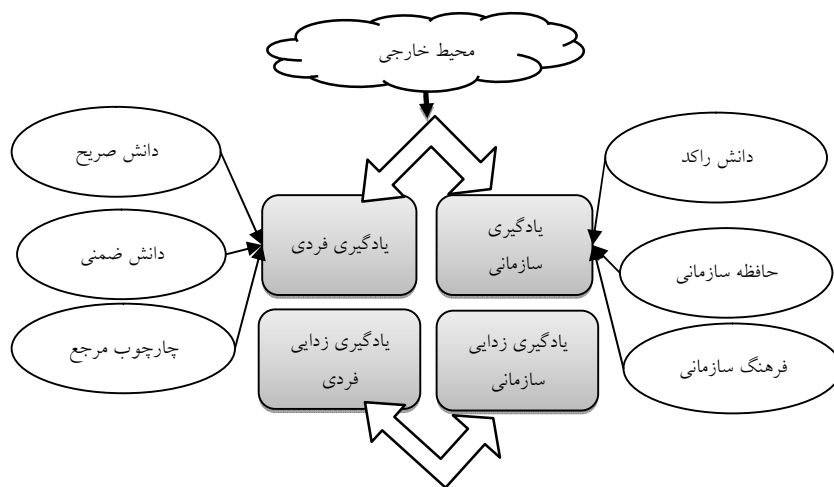 محیط خارجی
دانش راکد
دانش صریح
یادگیری
سازمانی
یادگیری فردی
حافظه سازمانی
دانش ضمنی
یادگیری زدایی
سازمانی
یادگیری زدایی
فردی
فرهنگ سازمانی
چارچوب مرجع